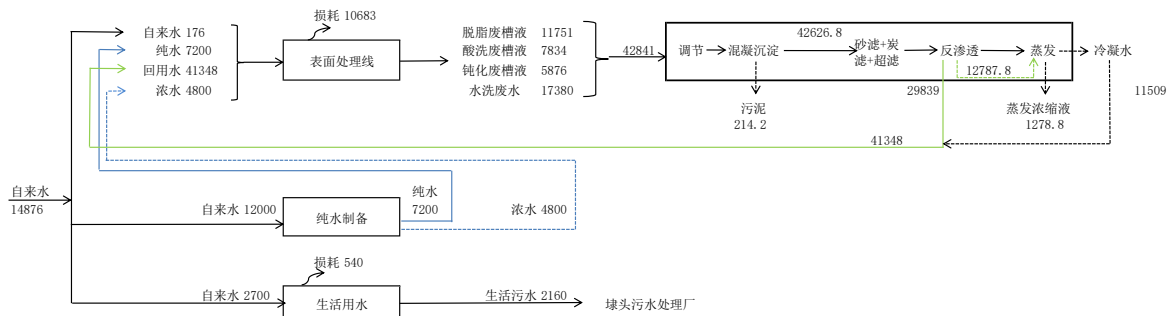 损耗 10683
自来水 176
纯水 7200
回用水 41348
浓水 4800
表面处理线
脱脂废槽液 11751
酸洗废槽液 7834
钝化废槽液 5876
水洗废水 17380
42841
调节
混凝沉淀
42626.8
砂滤+炭
滤+超滤
反渗透
蒸发
冷凝水
12787.8
29839
11509
污泥
214.2
蒸发浓缩液
1278.8
41348
自来水
14876
自来水 12000
纯水制备
纯水
7200
浓水 4800
损耗 540
自来水 2700
生活用水
生活污水 2160
埭头污水处理厂